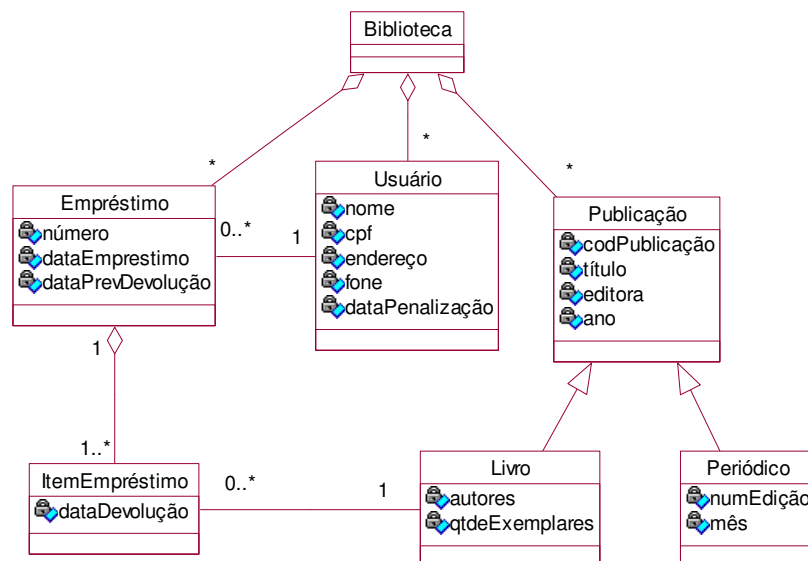 Biblioteca
*
*
*
Empréstimo
número
dataEmprestimo
dataPrevDevolução
0..*
1
Usuário
nome
cpf
endereço
fone
dataPenalização
Publicação
codPublicação
título
editora
ano
1
1..*
ItemEmpréstimo
dataDevolução
0..*
1
Livro
autores
qtdeExemplares
Periódico
numEdição
mês